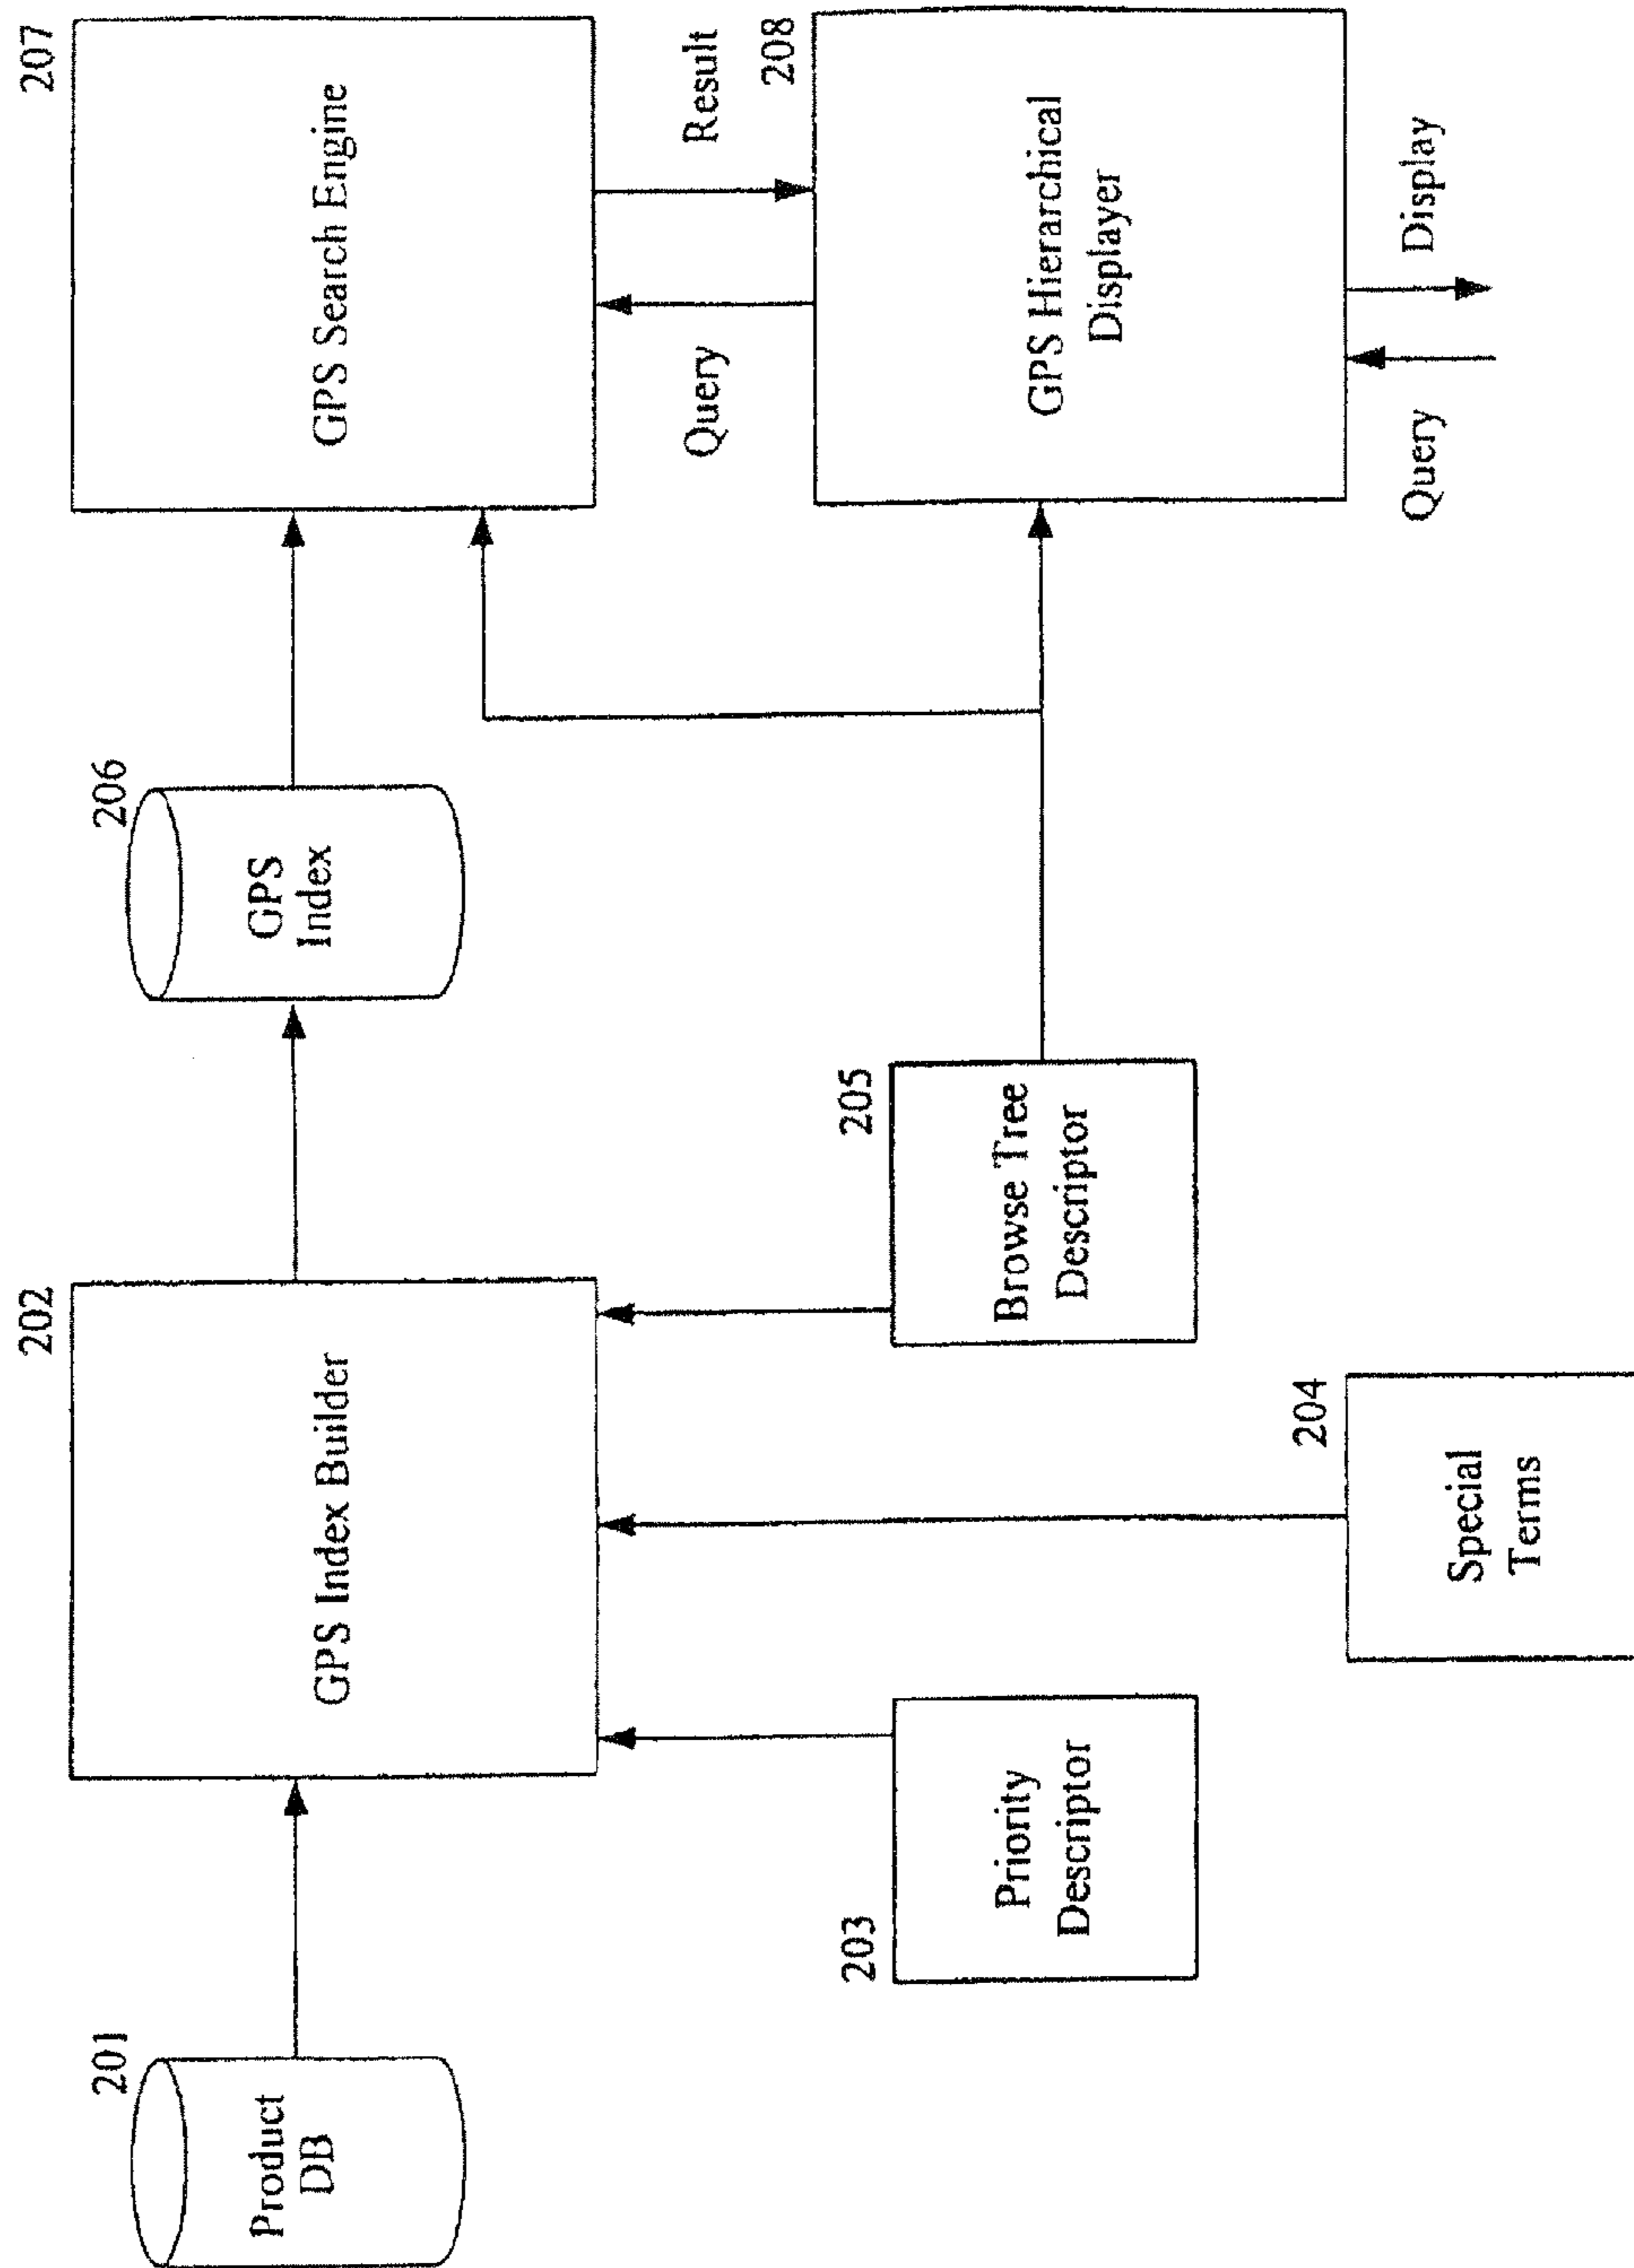 201
Product
DB
202
GPS Index Builder
206
GPS
Index
207
GPS Search Engine
203
Priority
Descriptor
204
Special
Terms
205
Browse Tree
Descriptor
Query
Result
208
GPS Hierarchical
Displayer
Query
Display